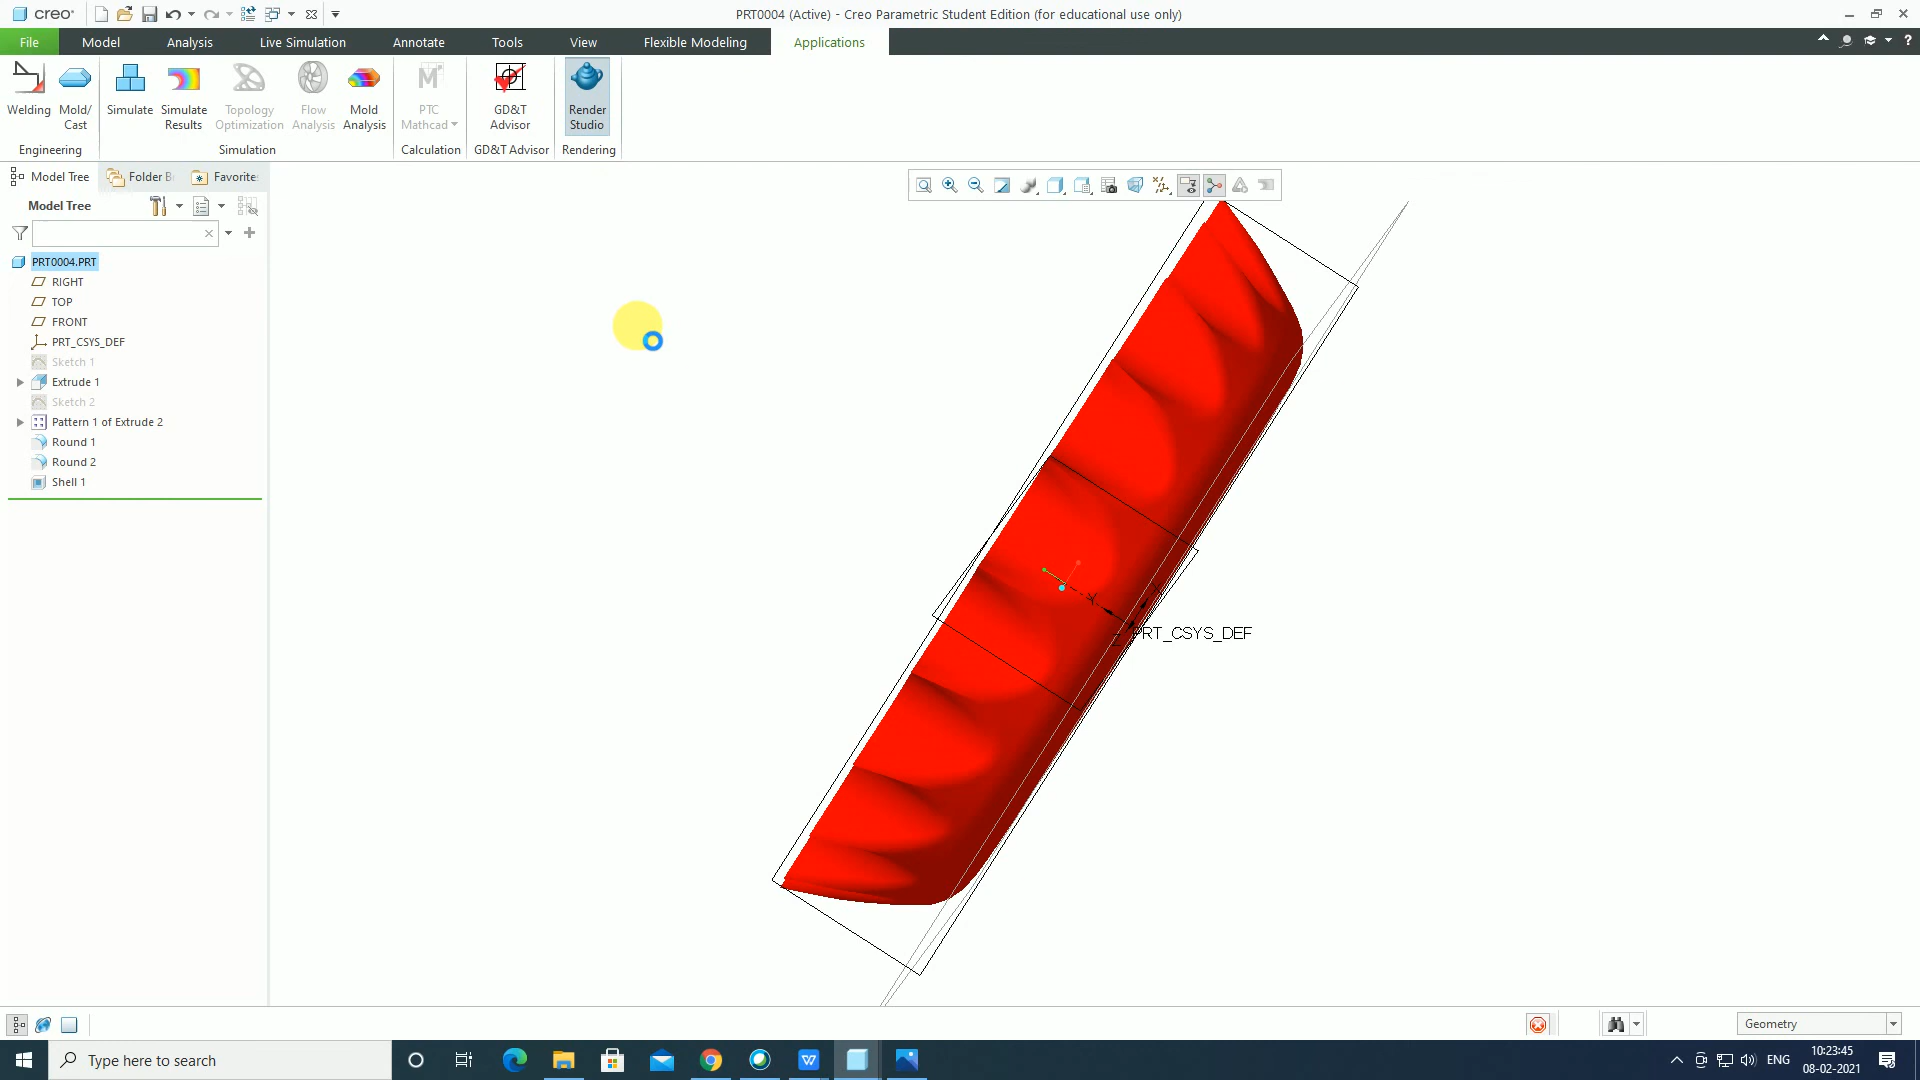 creo
PRT0004 (Active) - Creo Parametric Student Edition (for educational use only)
File
Model
Analysis
Live Simulation
Annotate
Tools
View
Flexible Modeling
Applications
Welding
Mold/
Cast
Simulate
Simulate
Results
Topology
Optimization
Flow
Analysis
Mold
Analysis
PTC
Mathcad
GD&T
Advisor
Render
Studio
Engineering
Simulation
Calculation
GD&T Advisor
Rendering
Model Tree
Folder B
Favorite
Model Tree
PRT0004.PRT
RIGHT
TOP
FRONT
PRT_CSYS_DEF
Sketch 1
Extrude 1
Sketch 2
Pattern 1 of Extrude 2
Round 1
Round 2
Shell 1
Y
PRT_CSYS_DEF
Geometry
Type here to search
ENG
10:23:45
08-02-2021